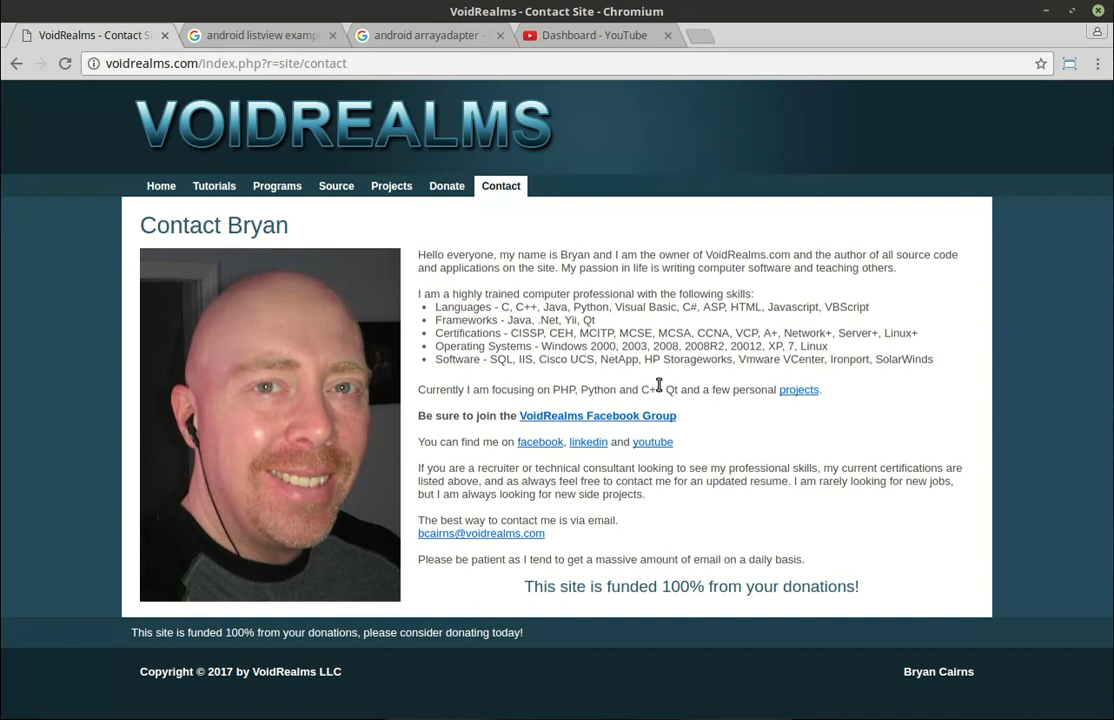 VoidRealms - Contact Site - Chromium
VoidRealms - Contact S
android listview exampl
android arrayadapter -
Dashboard - YouTube
voidrealms.com/index.php?r=site/contact
VOIDREALMS
Home Tutorials Programs Source Projects Donate Contact
Contact Bryan
Hello everyone, my name is Bryan and I am the owner of VoidRealms.com and the author of all source code
and applications on the site. My passion in life is writing computer software and teaching others.
I am a highly trained computer professional with the following skills:
• Languages - C, C++, Java, Python, Visual Basic, C#, ASP, HTML, Javascript, VBScript
• Frameworks - Java, .Net, Yii, Qt
• Certifications - CISSP, CEH, MCITP, MCSE, MCSA, CCNA, VCP, A+, Network+, Server+, Linux+
• Operating Systems - Windows 2000, 2003, 2008, 2008R2, 20012, XP, 7, Linux
• Software - SQL, IIS, Cisco UCS, NetApp, HP Storageworks, Vmware VCenter, Ironport, SolarWinds
Currently I am focusing on PHP, Python and C++ Qt and a few personal projects.
Be sure to join the VoidRealms Facebook Group
You can find me on facebook, linkedin and youtube
If you are a recruiter or technical consultant looking to see my professional skills, my current certifications are
listed above, and as always feel free to contact me for an updated resume. I am rarely looking for new jobs,
but I am always looking for new side projects.
The best way to contact me is via email.
bcairns@voidrealms.com
Please be patient as I tend to get a massive amount of email on a daily basis.
This site is funded 100% from your donations!
This site is funded 100% from your donations, please consider donating today!
Copyright © 2017 by VoidRealms LLC
Bryan Cairns